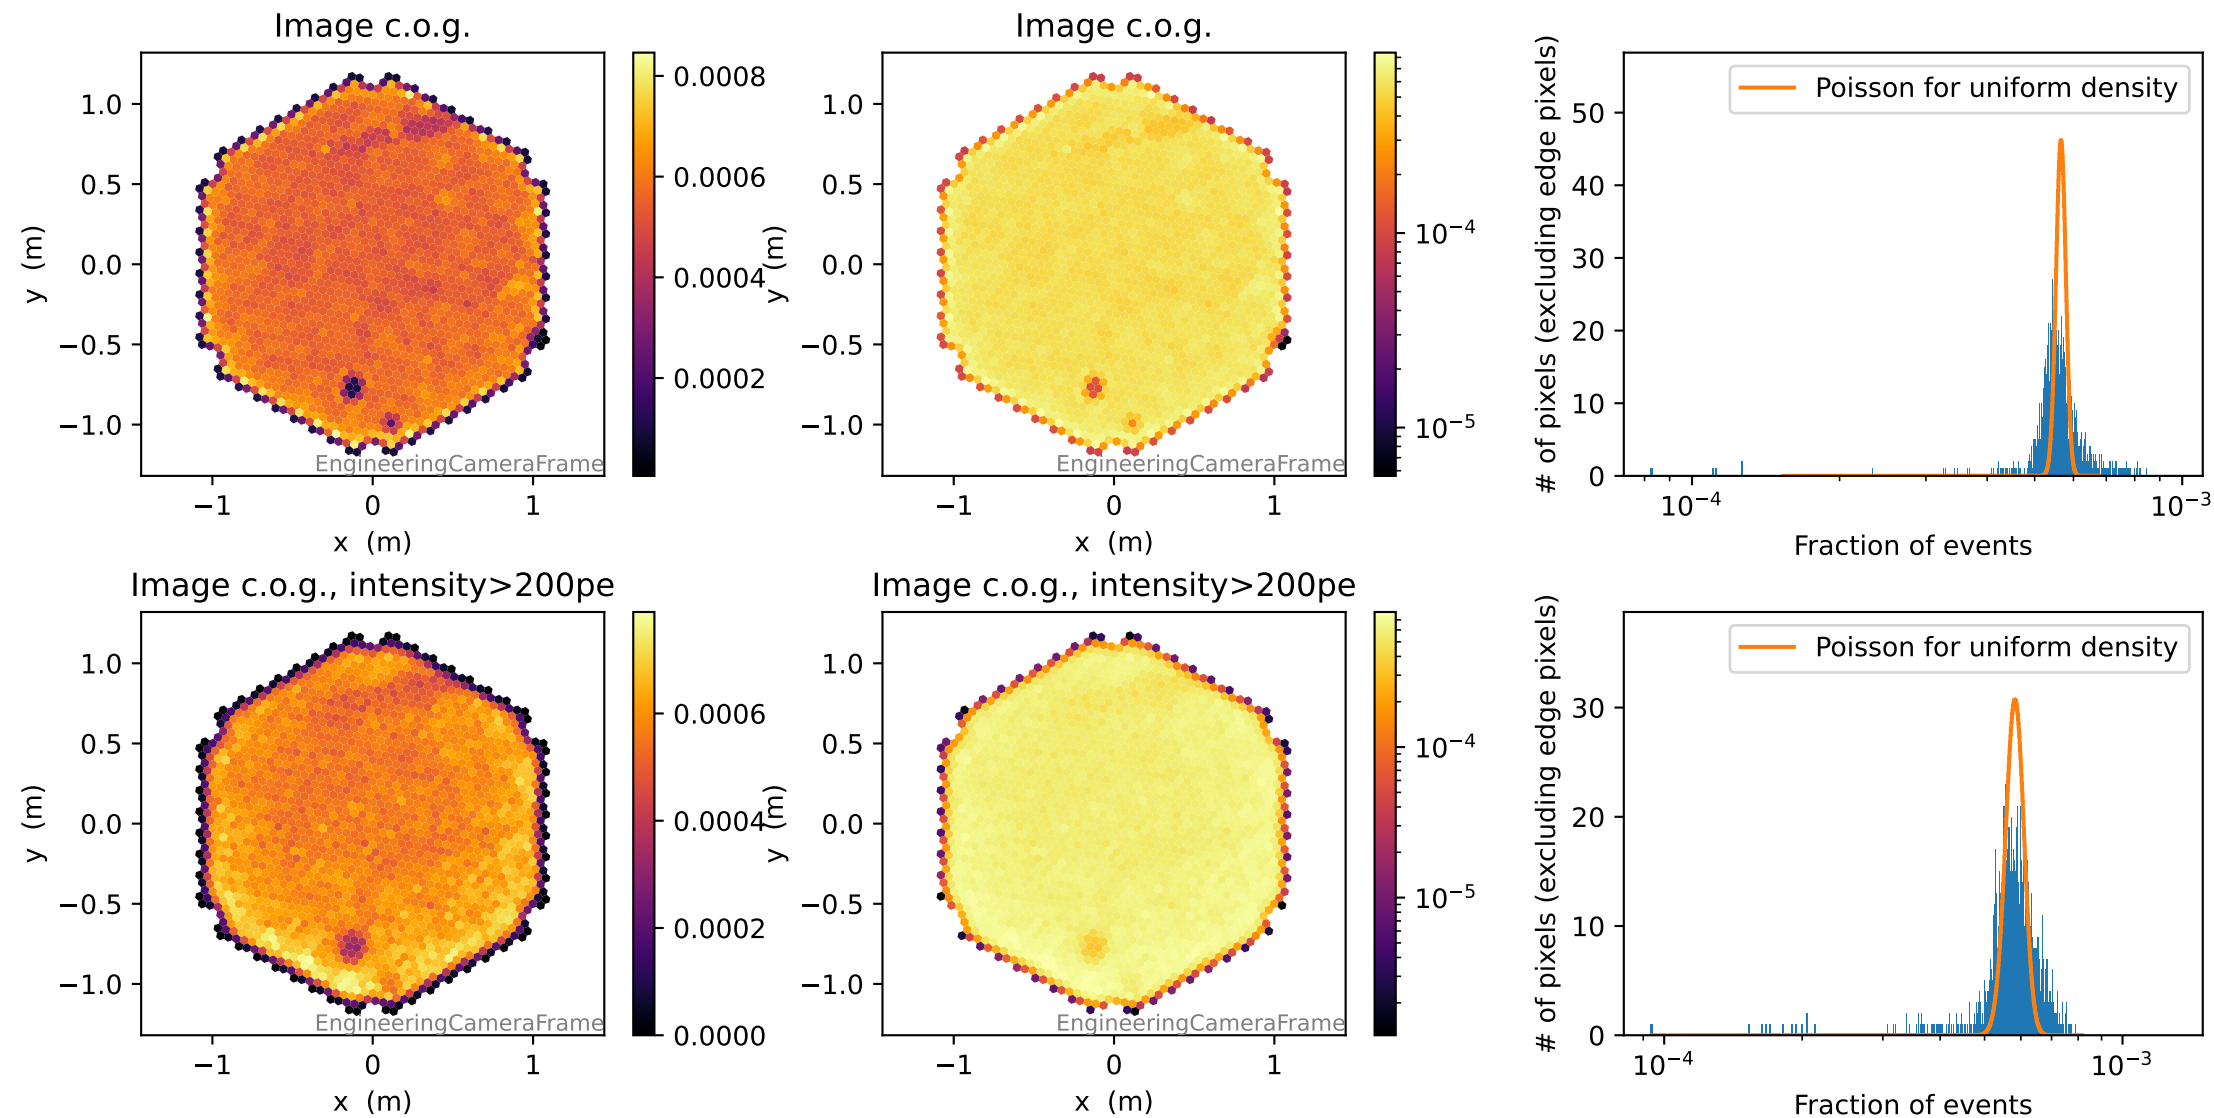 Image c.o.g.
1.0
0.5
0.0
−0.5
−1.0
y (m)
−1 0 1
x (m)
EngineeringCameraFrame
0.0008
0.0006
0.0004
0.0002
Image c.o.g.
1.0
0.5
0.0
−0.5
−1.0
y (m)
−1 0 1
x (m)
EngineeringCameraFrame
10⁻⁴
10⁻⁵
Poisson for uniform density
# of pixels (excluding edge pixels)
50
40
30
20
10
0
10⁻⁴ 10⁻³
Fraction of events
Image c.o.g., intensity>200pe
1.0
0.5
0.0
−0.5
−1.0
y (m)
−1 0 1
x (m)
EngineeringCameraFrame
0.0006
0.0004
0.0002
0.0000
Image c.o.g., intensity>200pe
1.0
0.5
0.0
−0.5
−1.0
y (m)
−1 0 1
x (m)
EngineeringCameraFrame
10⁻⁴
10⁻⁵
Poisson for uniform density
# of pixels (excluding edge pixels)
30
20
10
0
10⁻⁴ 10⁻³
Fraction of events